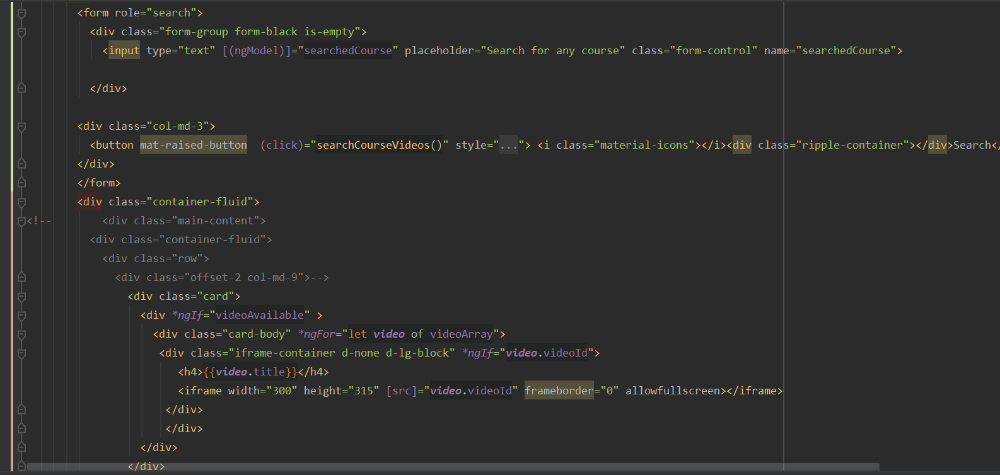 <form role="search">
<div class="form-group form-black is-empty">
<input type="text" [(ngModel)]="searchedCourse" placeholder="Search for any course" class="form-control" name="searchedCourse">
</div>
<div class="col-md-3">
<button mat-raised-button (click)="searchCourseVideos()" style="..."> <i class="material-icons"></i><div class="ripple-container"></div>Search</
</div>
</form>
<div class="container-fluid">
<!-- <div class="main-content">
<div class="container-fluid">
<div class="row">
<div class="offset-2 col-md-9">-->
<div class="card">
<div *ngIf="videoAvailable" >
<div class="card-body" *ngFor="let video of videoArray">
<div class="iframe-container d-none d-lg-block" *ngIf="video.videoId">
<h4>{{video.title}}</h4>
<iframe width="300" height="315" [src]="video.videoId" frameborder="0" allowfullscreen></iframe>
</div>
</div>
</div>
</div>